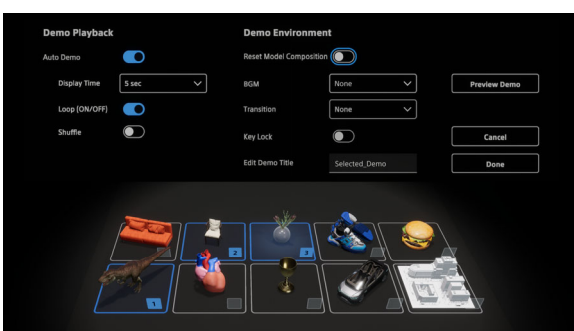 Demo Playback
Demo Environment
Auto Demo
Reset Model Composition
Display Time
5 sec
BGM
None
Preview Demo
Loop (ON/OFF)
Transition
None
Shuffle
Key Lock
Cancel
Edit Demo Title
Selected_Demo
Done
2
3
1